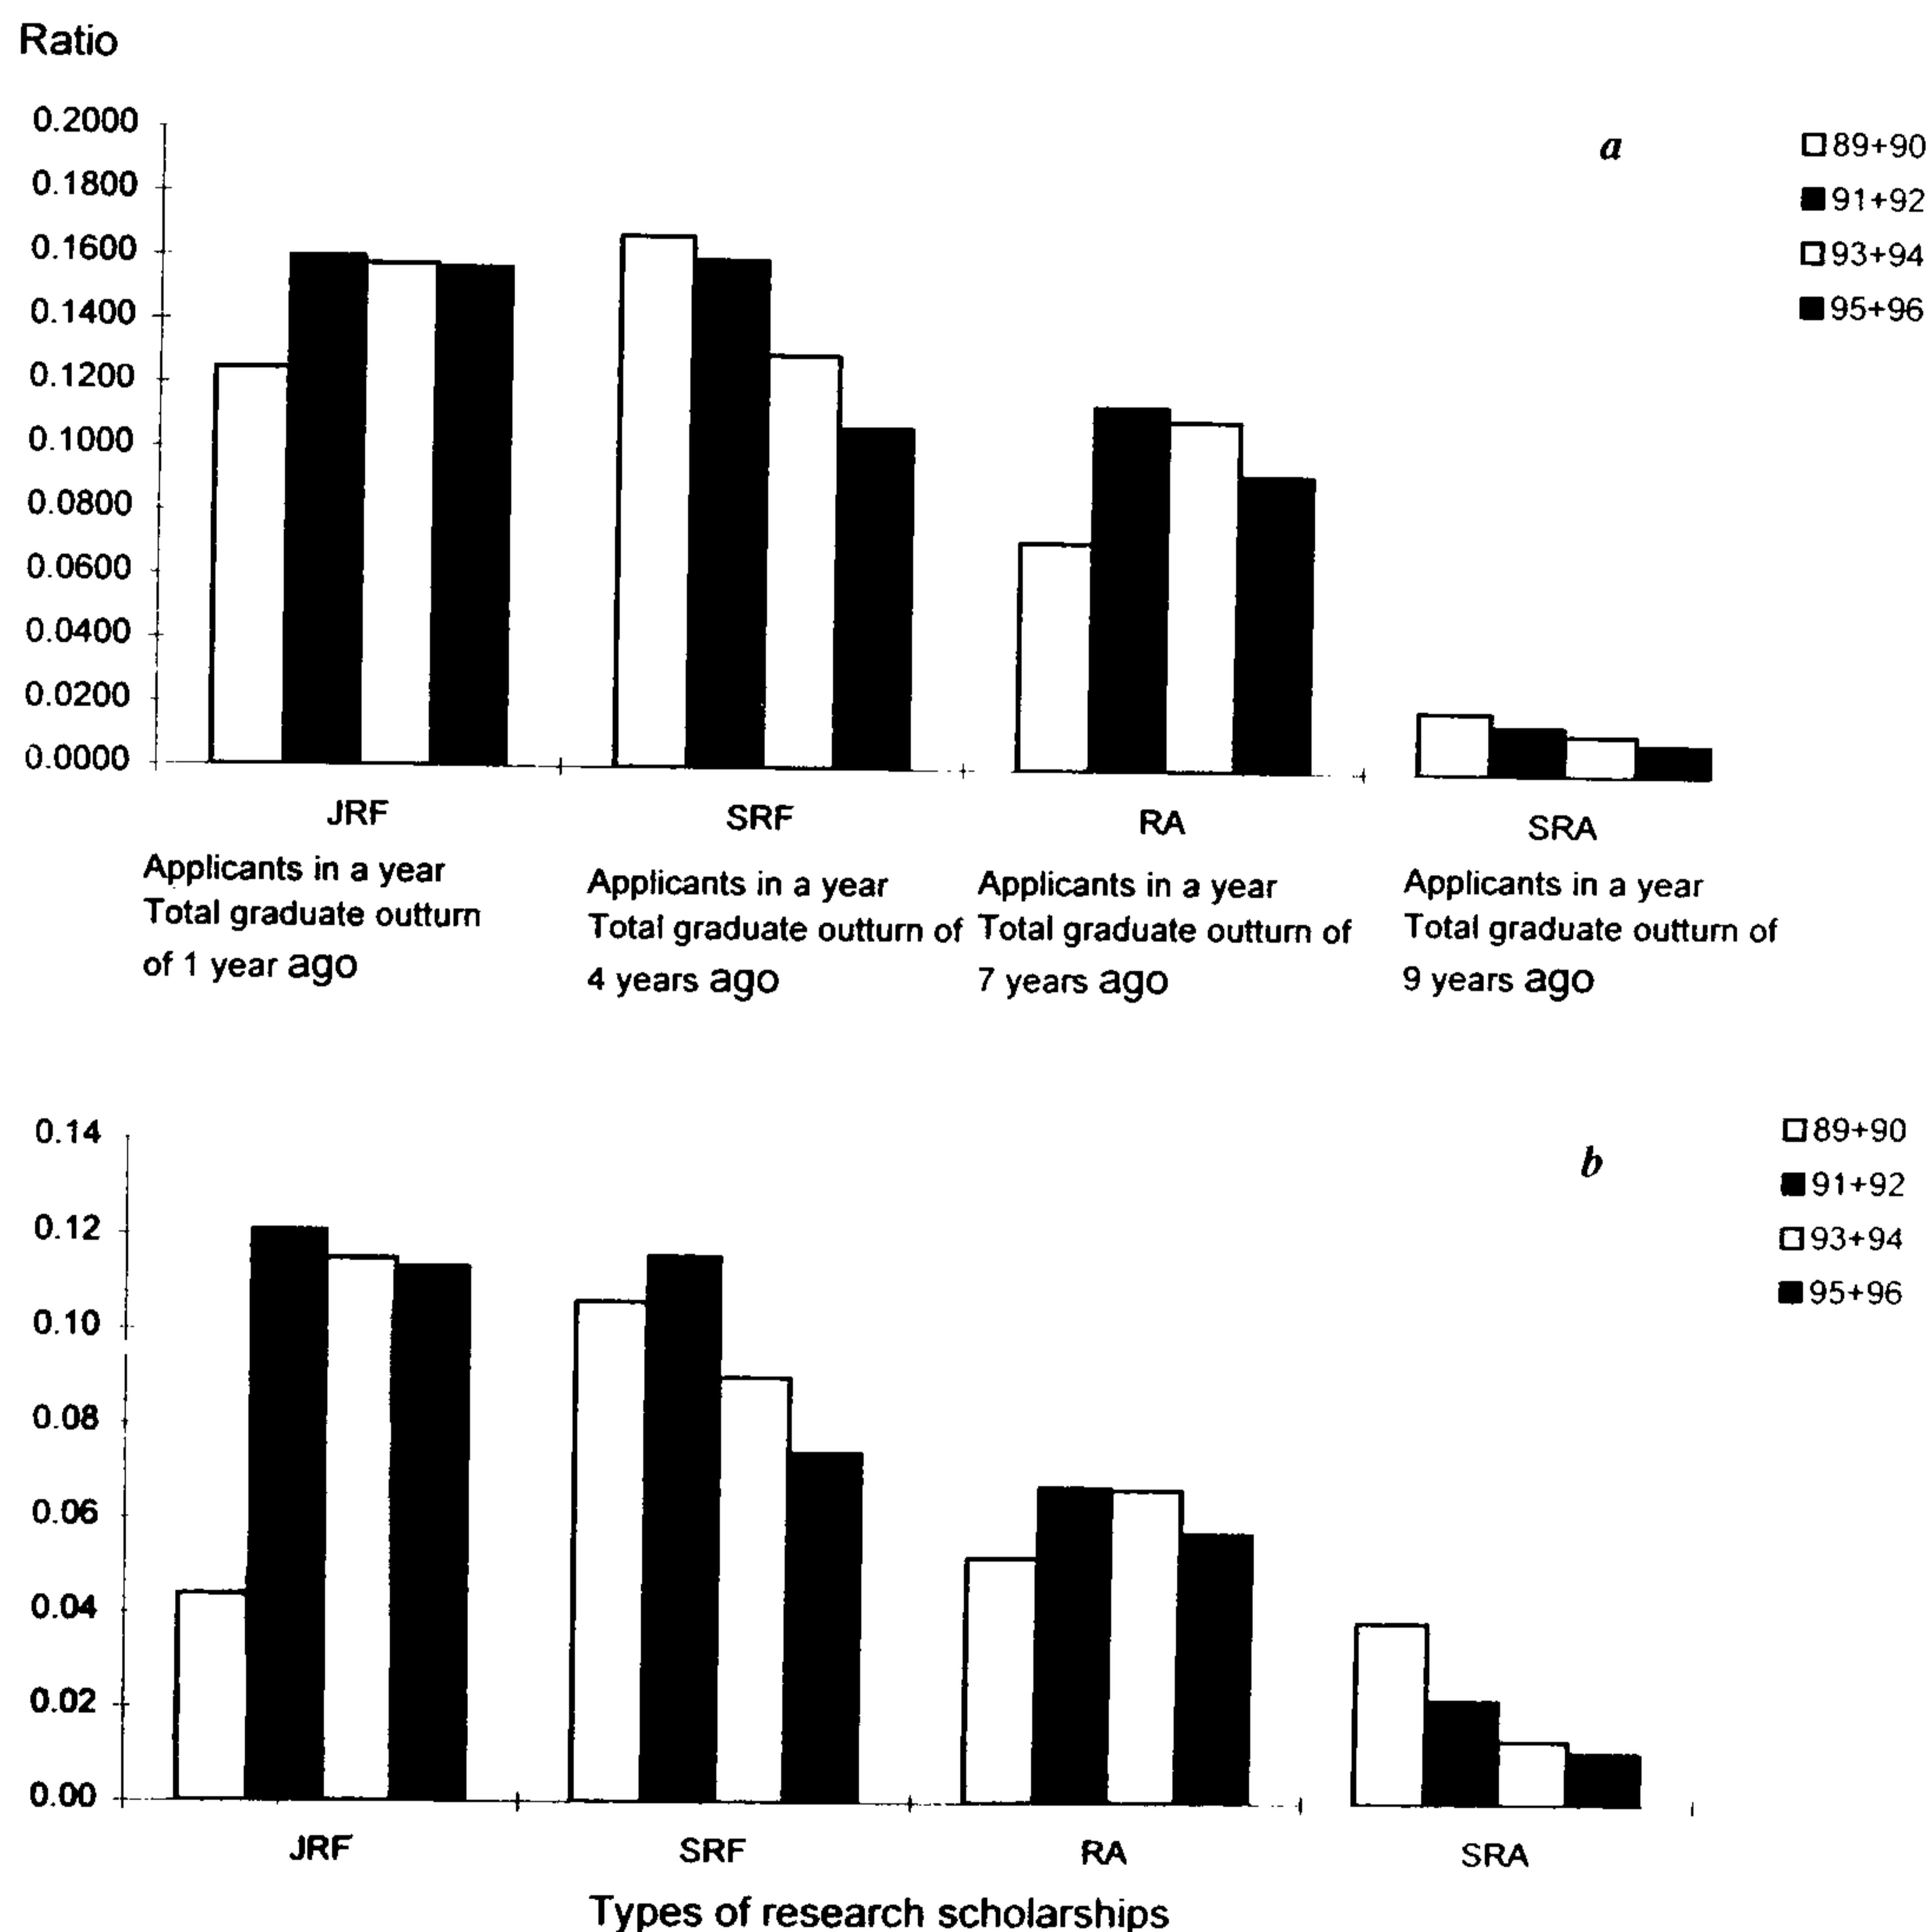 Ratio
0.2000
0.1800
0.1600
0.1400
0.1200
0.1000
0.0800
0.0600
0.0400
0.0200
0.0000
a
89+90
91+92
93+94
95+96
JRF
SRF
RA
SRA
Applicants in a year
Total graduate outturn
of 1 year ago
Applicants in a year
Total graduate outturn of
4 years ago
Applicants in a year
Total graduate outturn of
7 years ago
Applicants in a year
Total graduate outturn of
9 years ago
0.14
0.12
0.10
0.08
0.06
0.04
0.02
0.00
b
89+90
91+92
93+94
95+96
JRF
SRF
RA
SRA
Types of research scholarships